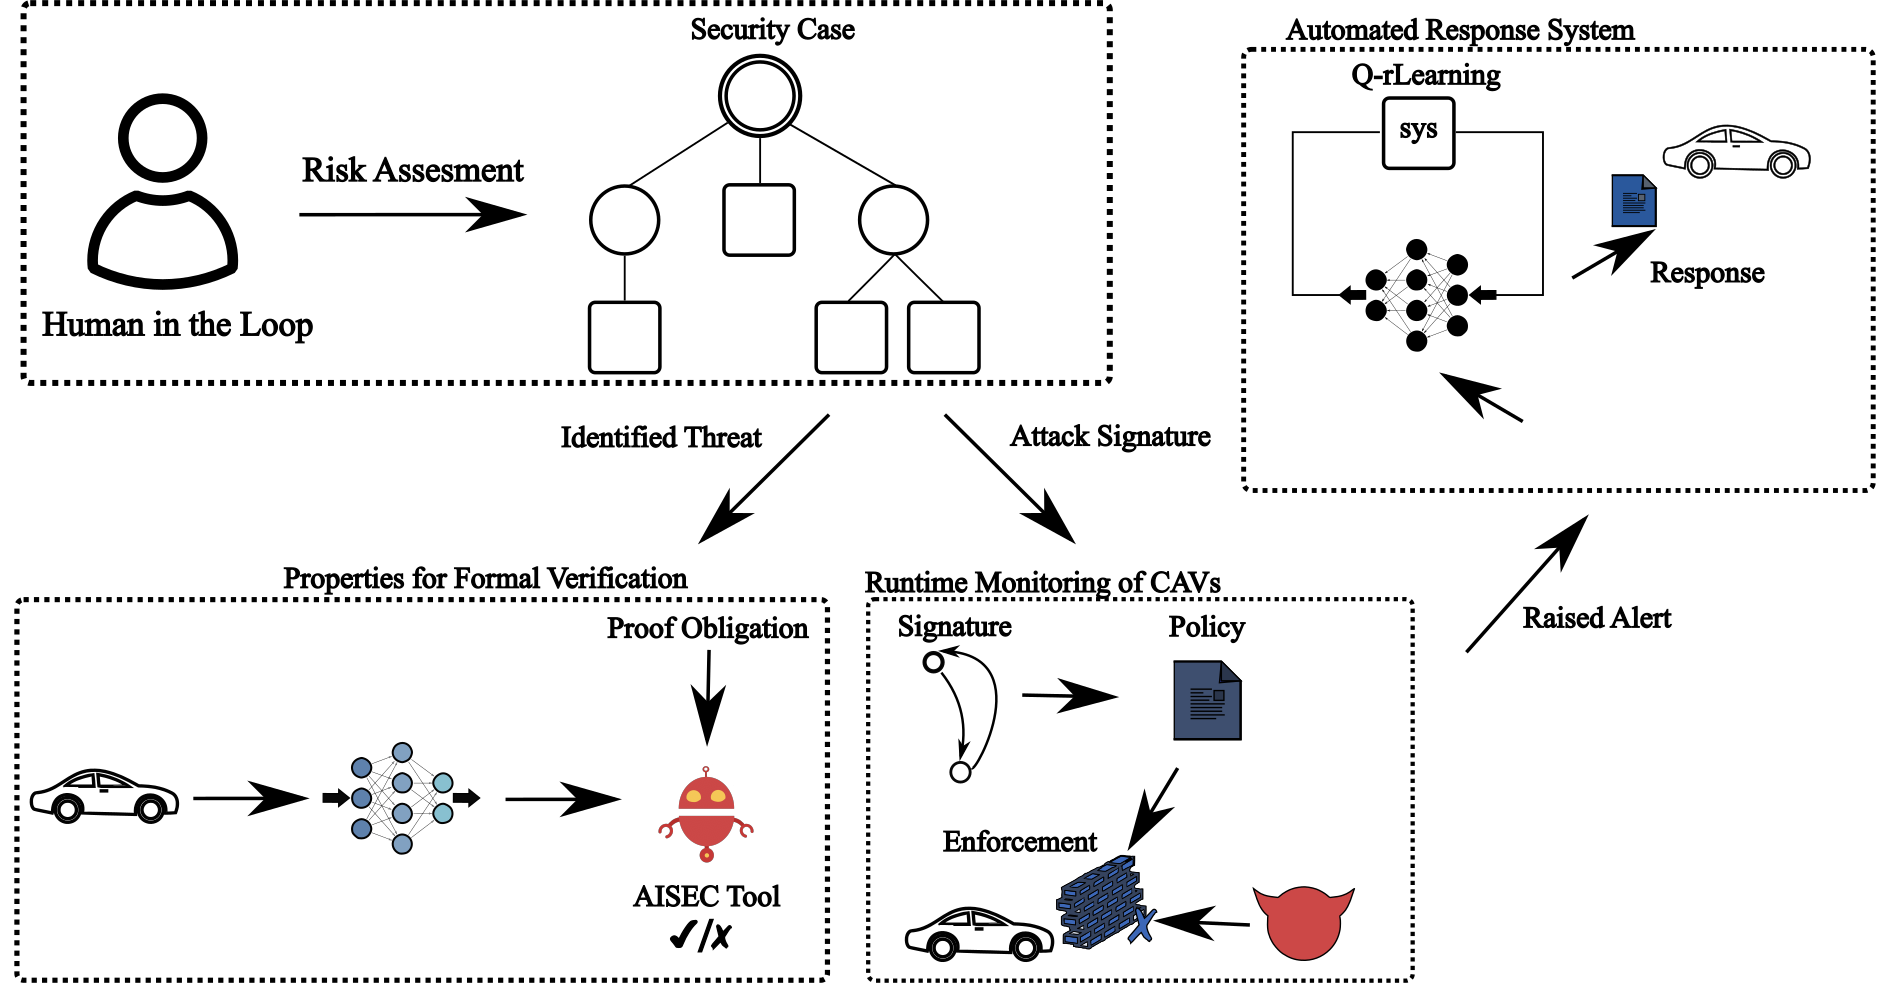 Security Case
Risk Assesment
Human in the Loop
Automated Response System
Q-rLearning
sys
Response
Identified Threat
Attack Signature
Raised Alert
Properties for Formal Verification
Proof Obligation
AISEC Tool
✓/✗
Runtime Monitoring of CAVs
Signature
Policy
Enforcement
X